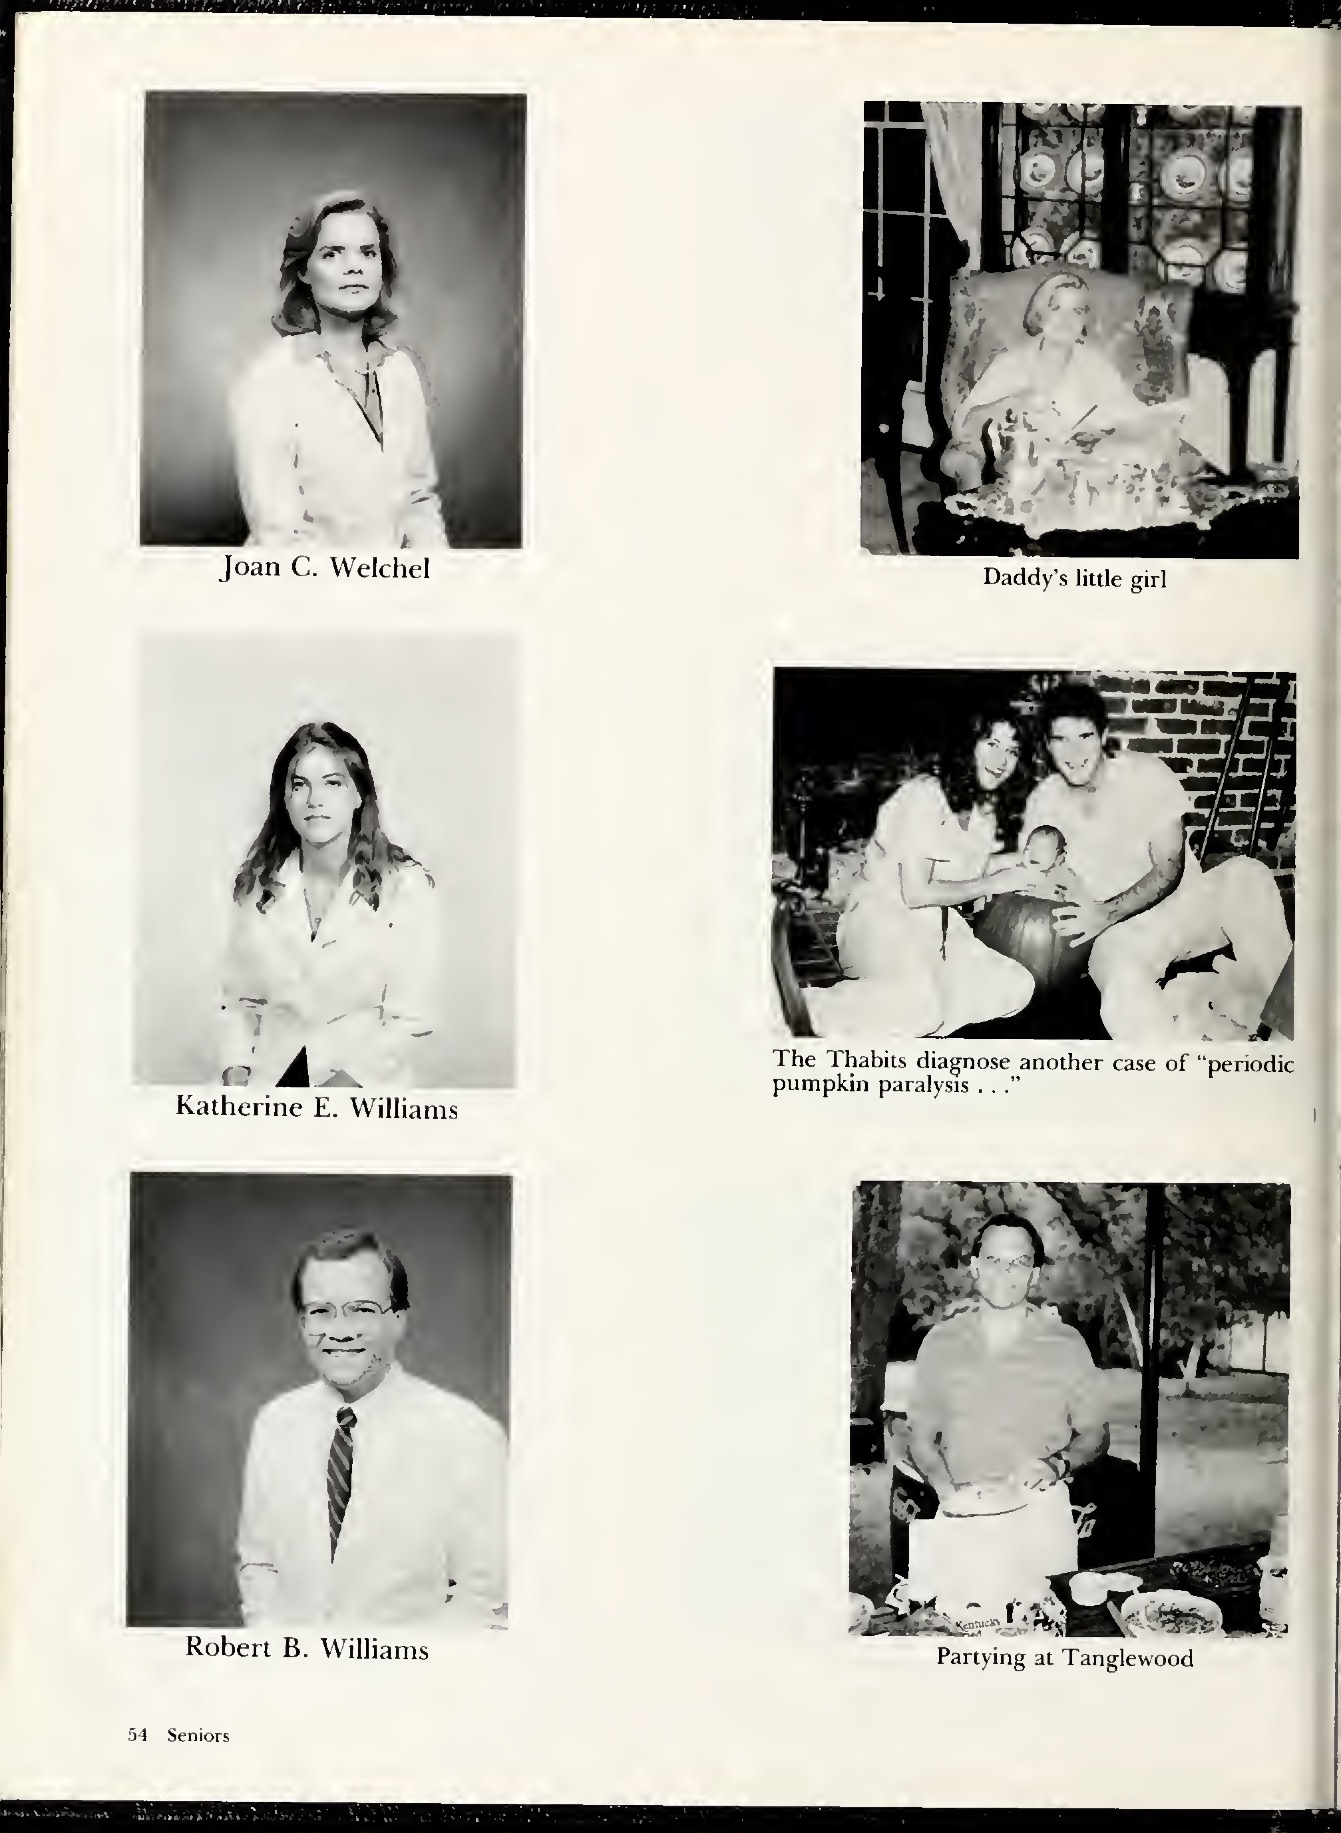 Joan C. Welchel
Daddy's little girl
Katherine E. Williams
The Thabits diagnose another case of "periodic
pumpkin paralysis . . ."
Robert B. Williams
Kentucky
Partying at Tanglewood
54 Seniors